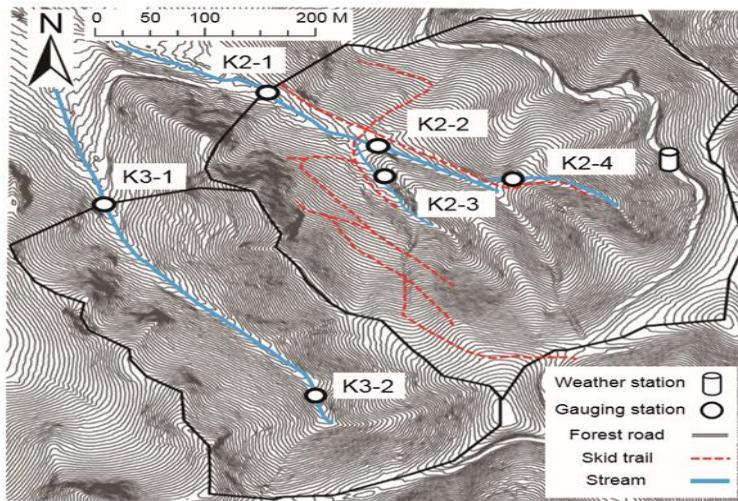 0 50 100 200 M
N
K2-1
K2-2
K2-4
K3-1
K2-3
K3-2
Weather station
Gauging station
Forest road
Skid trail
Stream